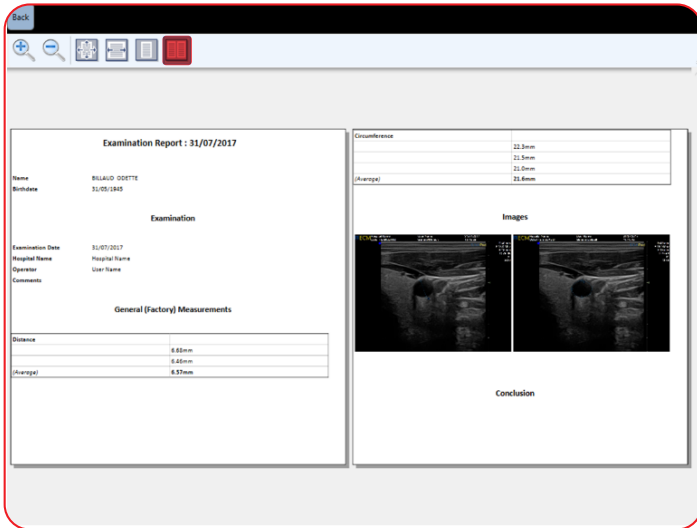 Back
Examination Report : 31/07/2017
Name BILLAUD ODETTE
Birthdate 31/05/1945
Examination
Examination Date 31/07/2017
Hospital Name Hospital Name
Operator User Name
Comments
General (Factory) Measurements
Distance
6.68mm
6.46mm
(Average) 6.57mm
Circumference
22.3mm
21.5mm
21.0mm
(Average) 21.6mm
Images
Conclusion